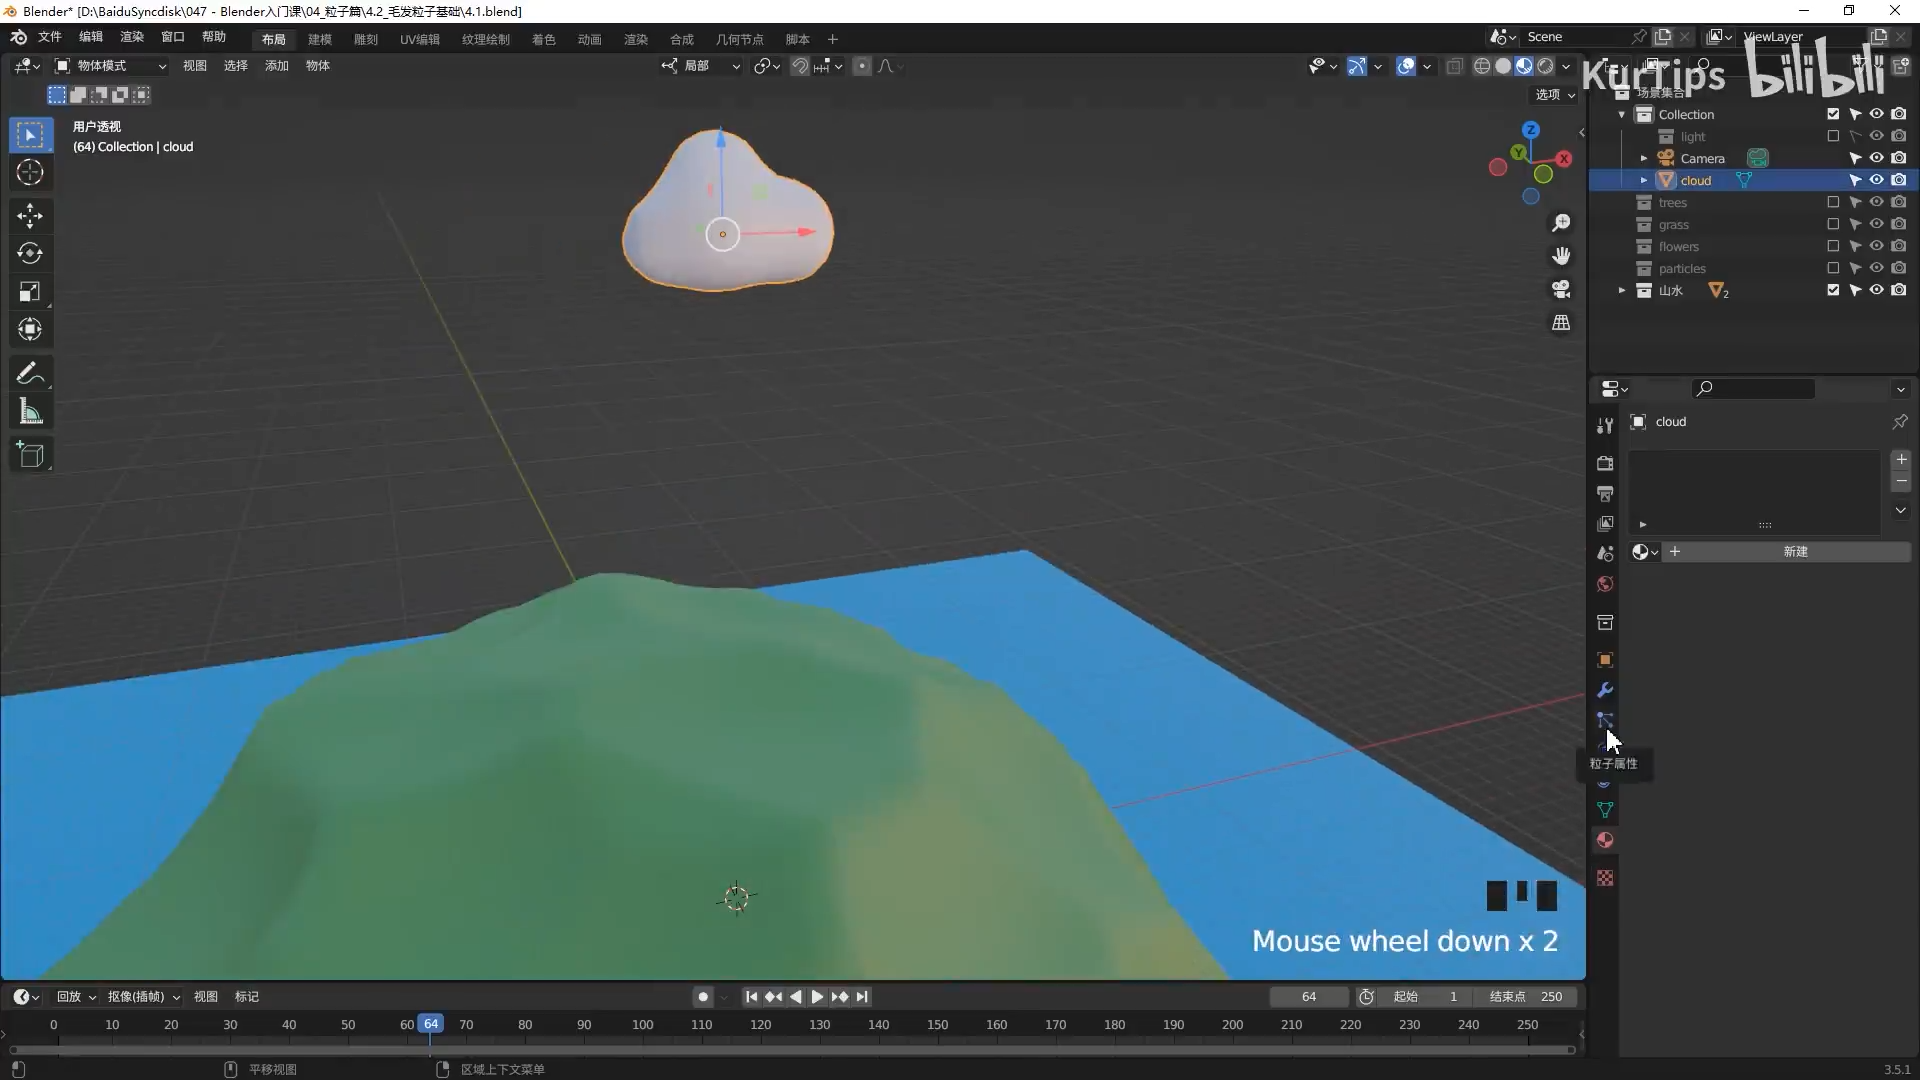 Blender* [D:\BaiduSyncdisk\047 - Blender入门课\04_粒子篇\4.2_毛发粒子基础\4.1.blend]
文件 编辑 渲染 窗口 帮助 布局 建模 雕刻 UV编辑 纹理绘制 着色 动画 渲染 合成 几何节点 脚本 + Scene ViewLayer
物体模式 视图 选择 添加 物体 局部
KurTips bilibili
选项
用户透视
(64) Collection | cloud
Z
Y
X
场景集合
Collection
light
Camera
cloud
trees
grass
flowers
particles
山水 2
cloud
新建
粒子属性
Mouse wheel down x 2
回放 抠像(插帧) 视图 标记 64 起始 1 结束点 250
0 10 20 30 40 50 60 64 70 80 90 100 110 120 130 140 150 160 170 180 190 200 210 220 230 240 250
平移视图 区域上下文菜单 3.5.1